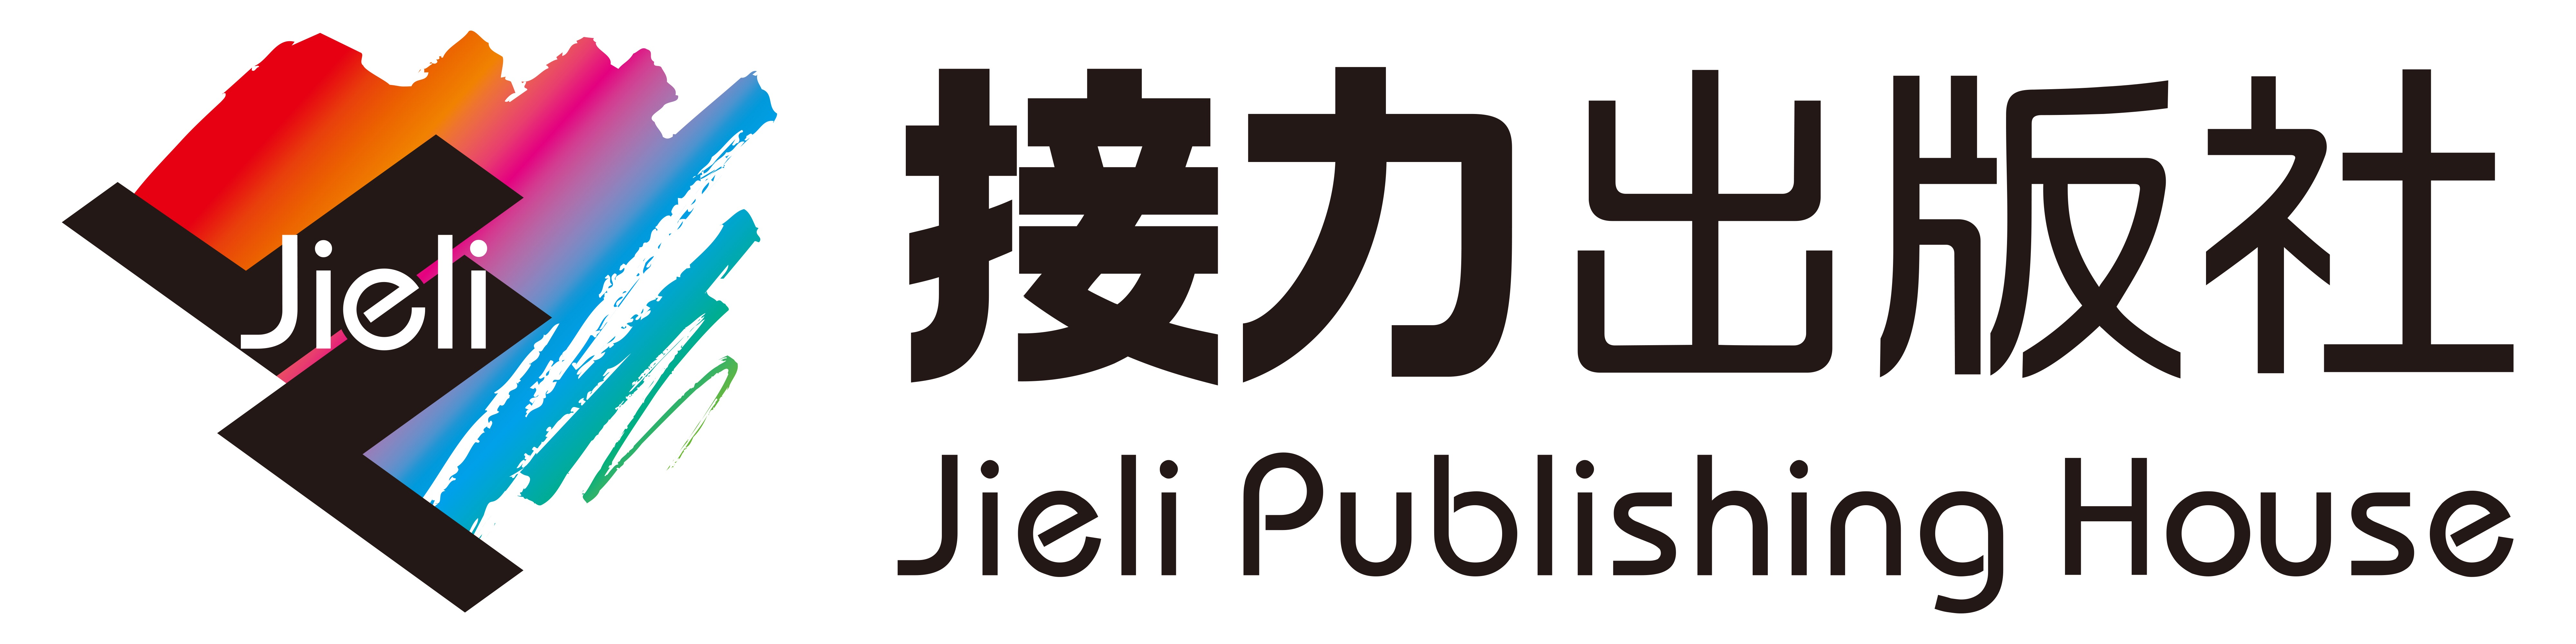 Jieli
接力出版社
Jieli Publishing House